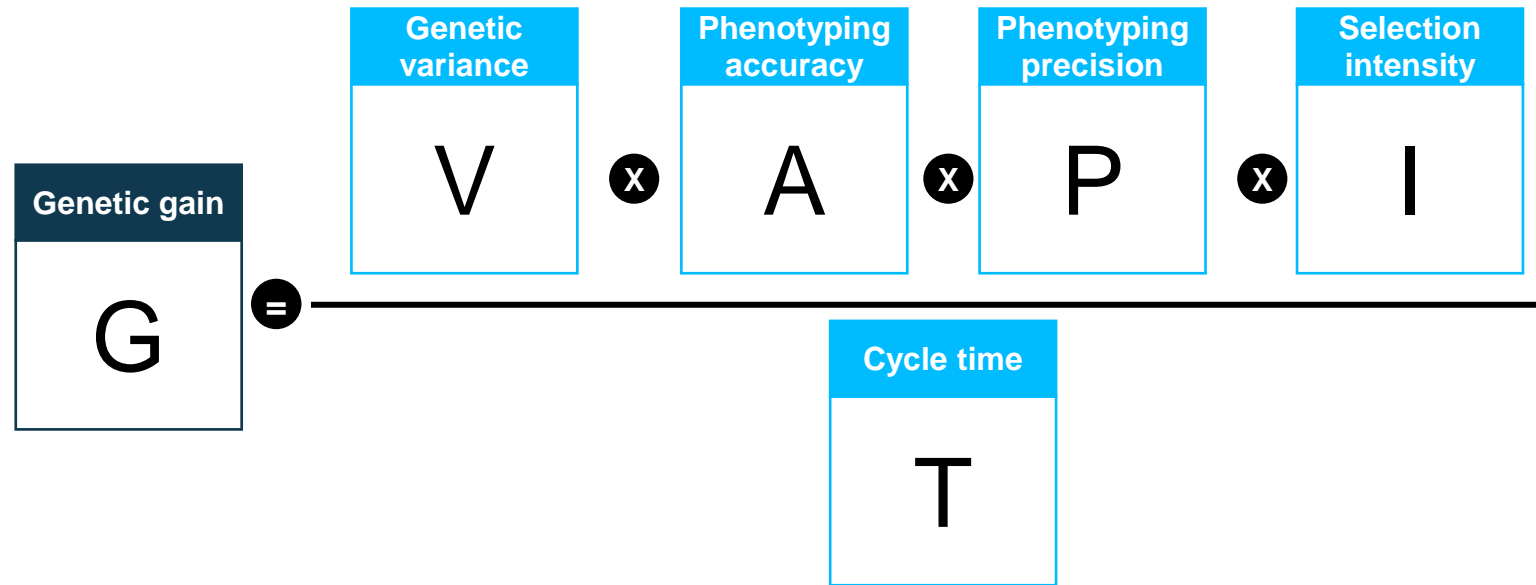 Genetic gain
G
=
Genetic
variance
V
X
Phenotyping
accuracy
A
X
Phenotyping
precision
P
X
Selection
intensity
I
Cycle time
T